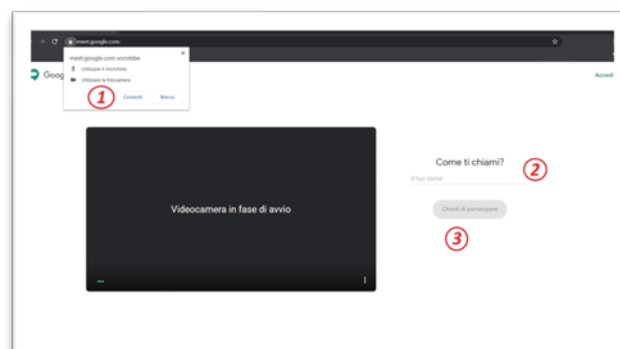 meet.google.com
meet.google.com vorrebbe
Utilizzare il microfono
Utilizzare la fotocamera
1
Consenti Blocca
Goog
Accedi
Come ti chiami?
2
Il tuo nome
Videocamera in fase di avvio
Chiedi di partecipare
3